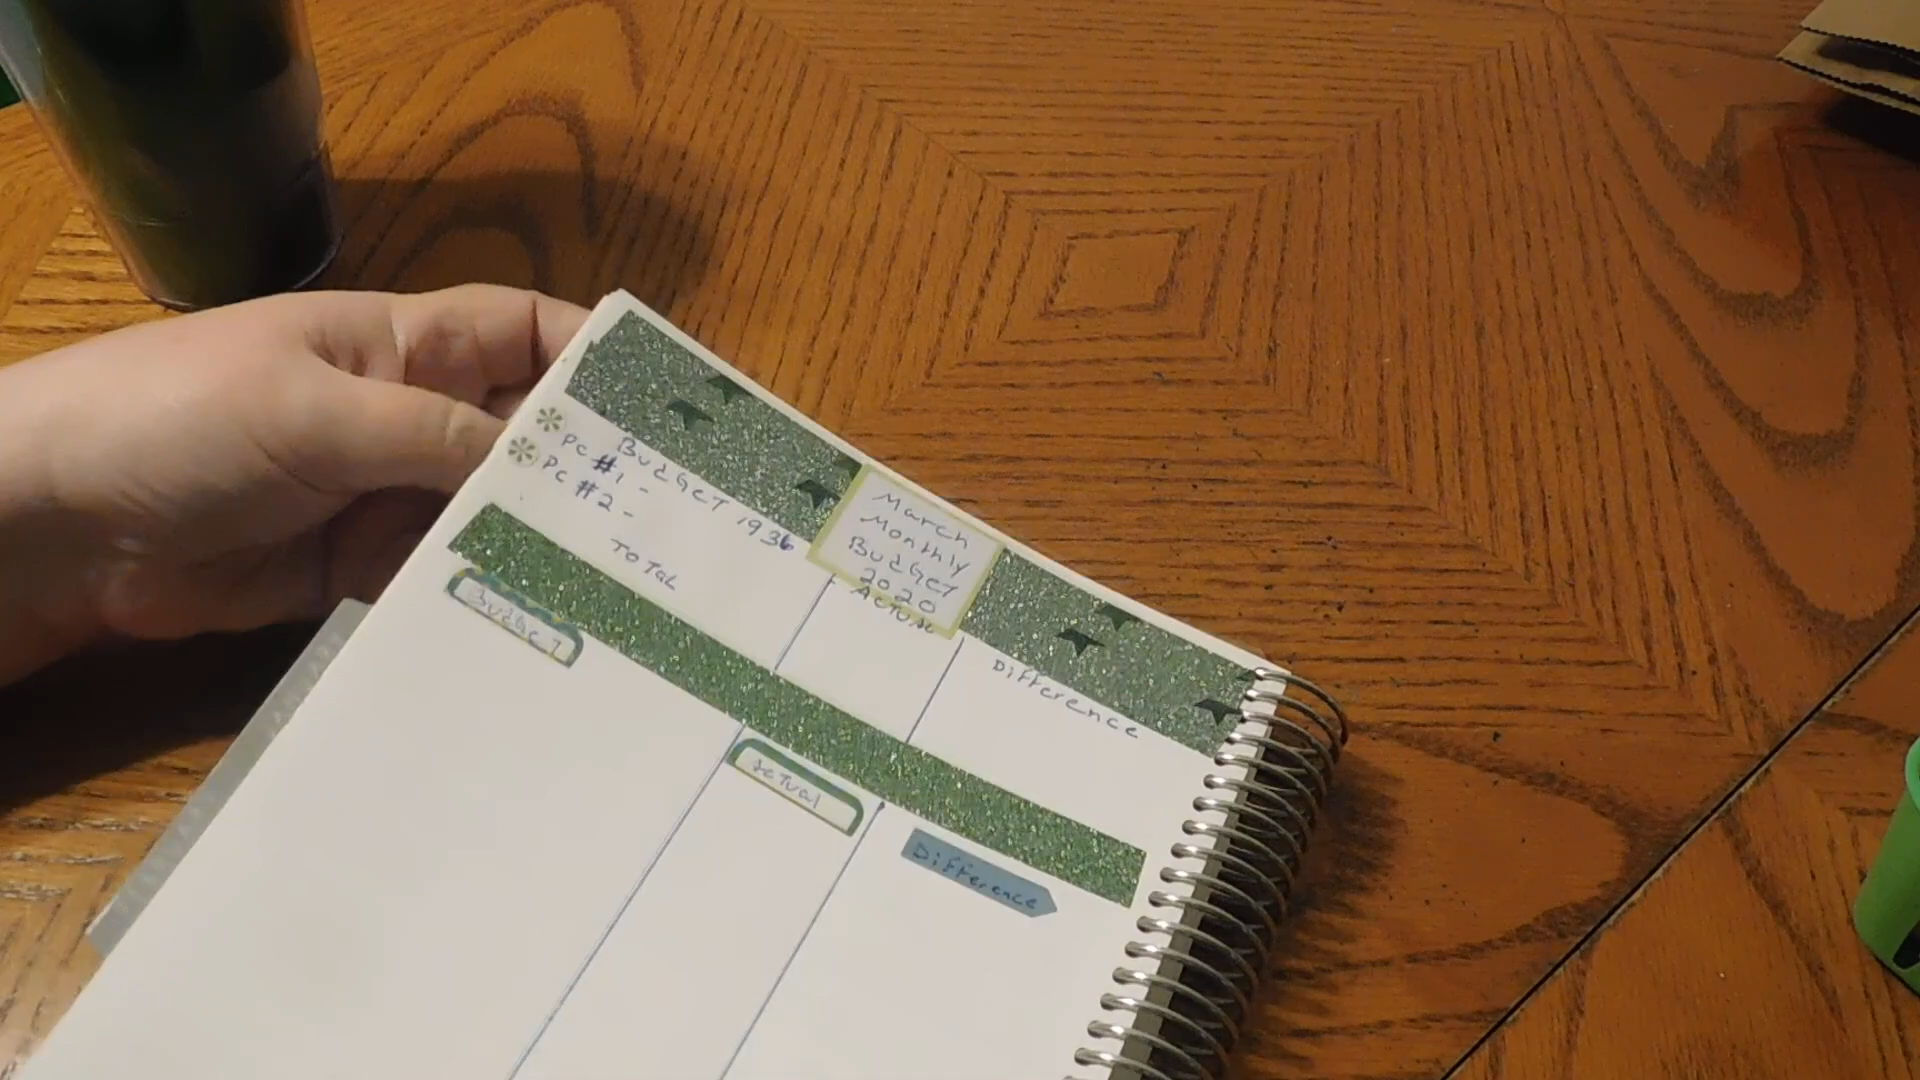 March
Monthly
Budget
2020
Budget 1936
PC #1 -
PC #2 -
Total
Actual
Difference
Budget
Actual
Difference